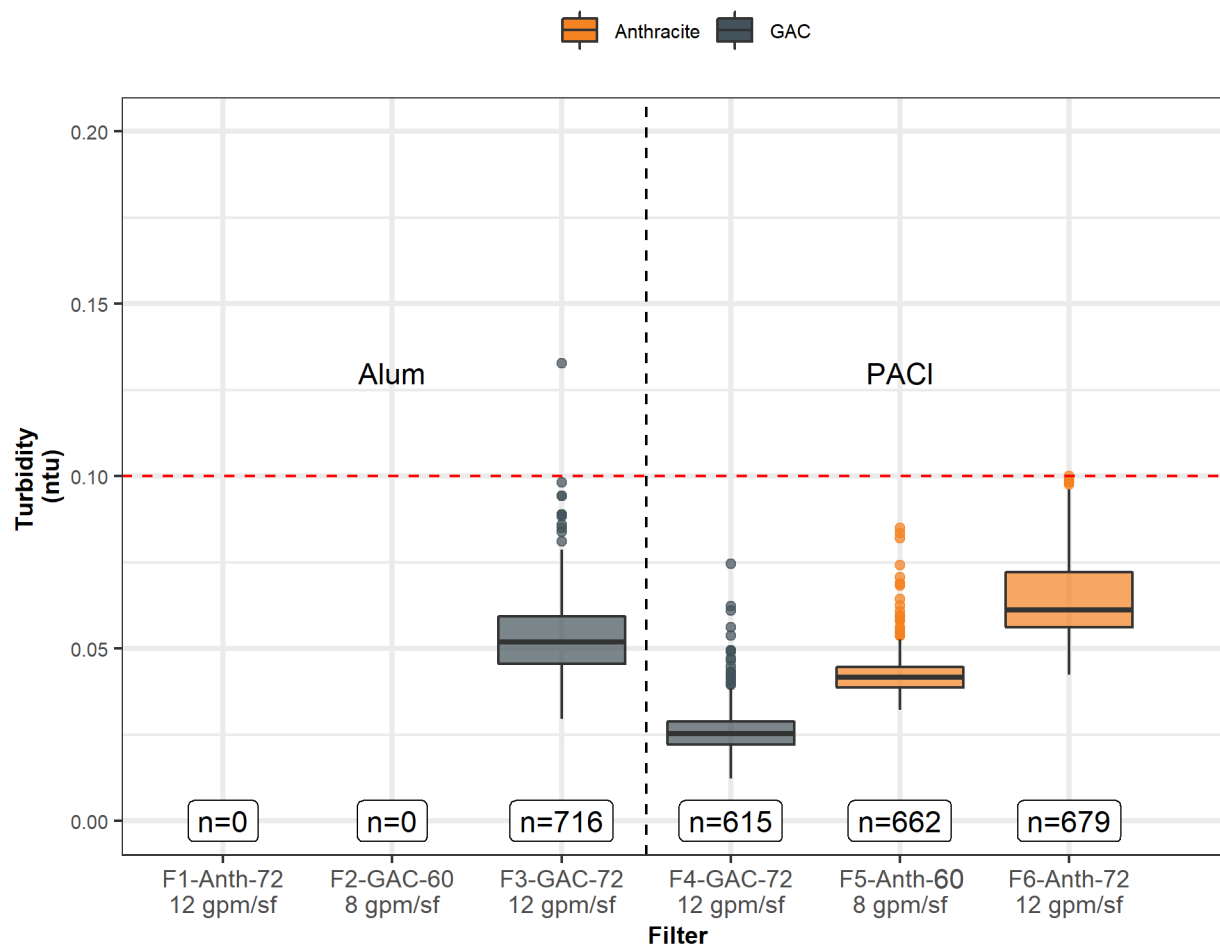 Anthracite GAC
0.20
0.15
0.10
0.05
0.00
Turbidity
(ntu)
Alum
PACl
n=0 n=0 n=716 n=615 n=662 n=679
F1-Anth-72 F2-GAC-60 F3-GAC-72 F4-GAC-72 F5-Anth-60 F6-Anth-72
12 gpm/sf 8 gpm/sf 12 gpm/sf 12 gpm/sf 8 gpm/sf 12 gpm/sf
Filter